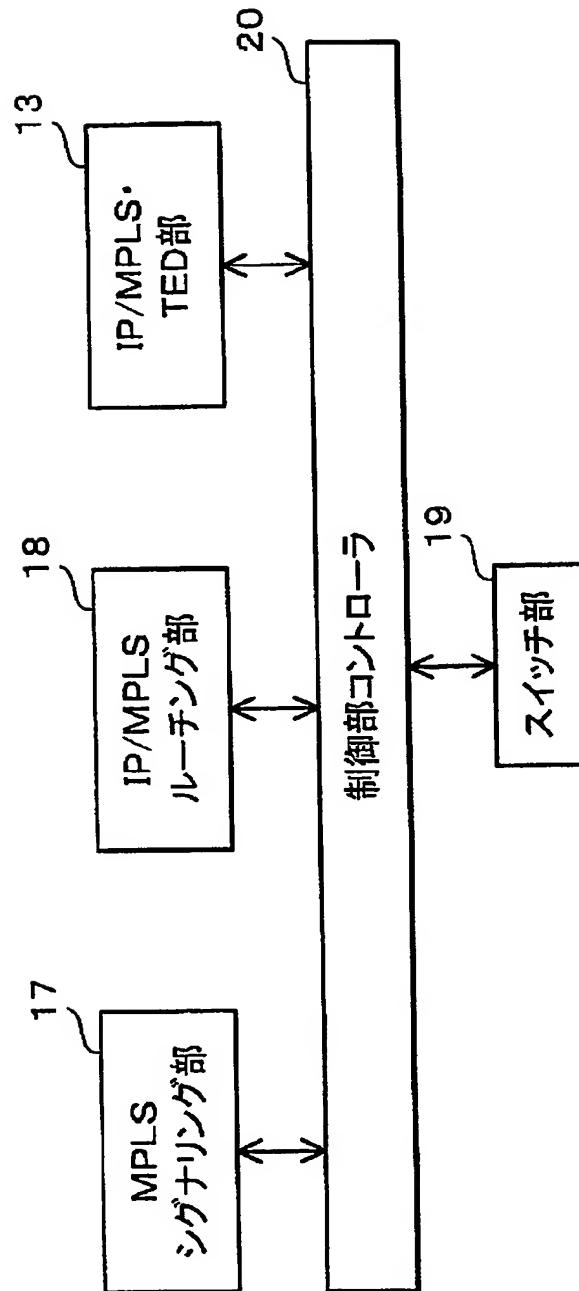 17
MPLS
シグナリング部
18
IP/MPLS
ルーチング部
13
IP/MPLS・
TED部
20
制御部コントローラ
19
スイッチ部